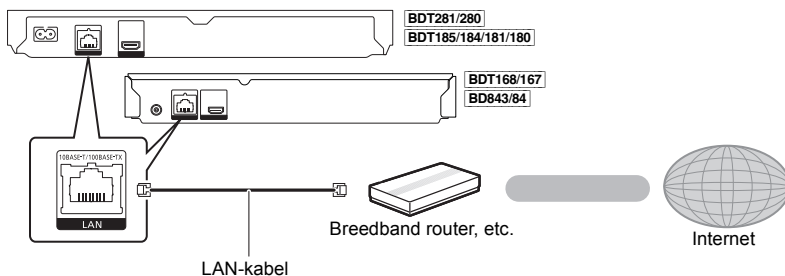 BDT281/280
BDT185/184/181/180
BDT168/167
BD843/84
10BASE-T/100BASE-TX
LAN
Breedband router, etc.
Internet
LAN-kabel